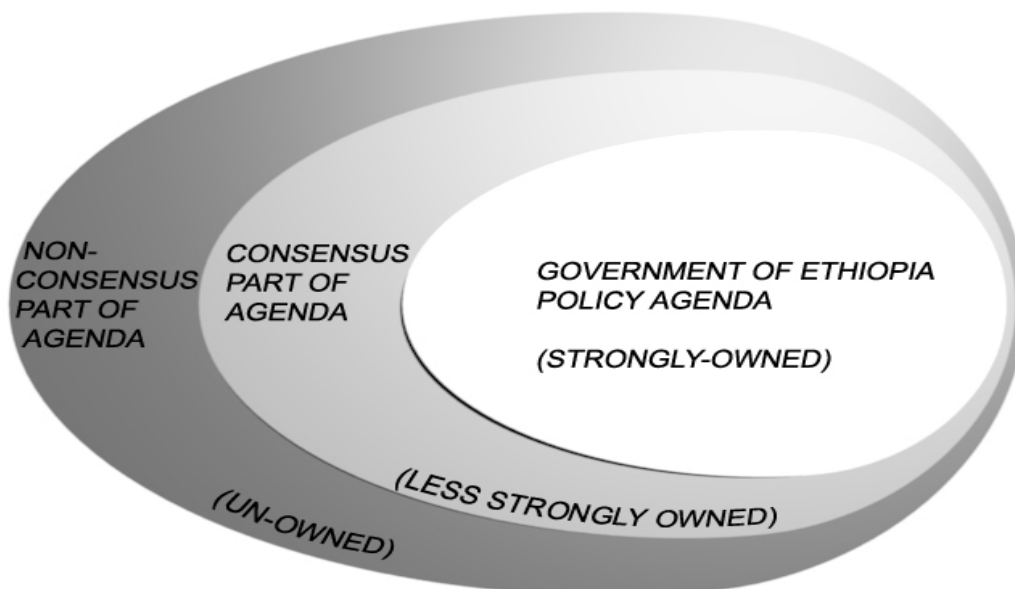 NON-
CONSENSUS
PART OF
AGENDA
CONSENSUS
PART OF
AGENDA
GOVERNMENT OF ETHIOPIA
POLICY AGENDA
(STRONGLY-OWNED)
(LESS STRONGLY OWNED)
(UN-OWNED)